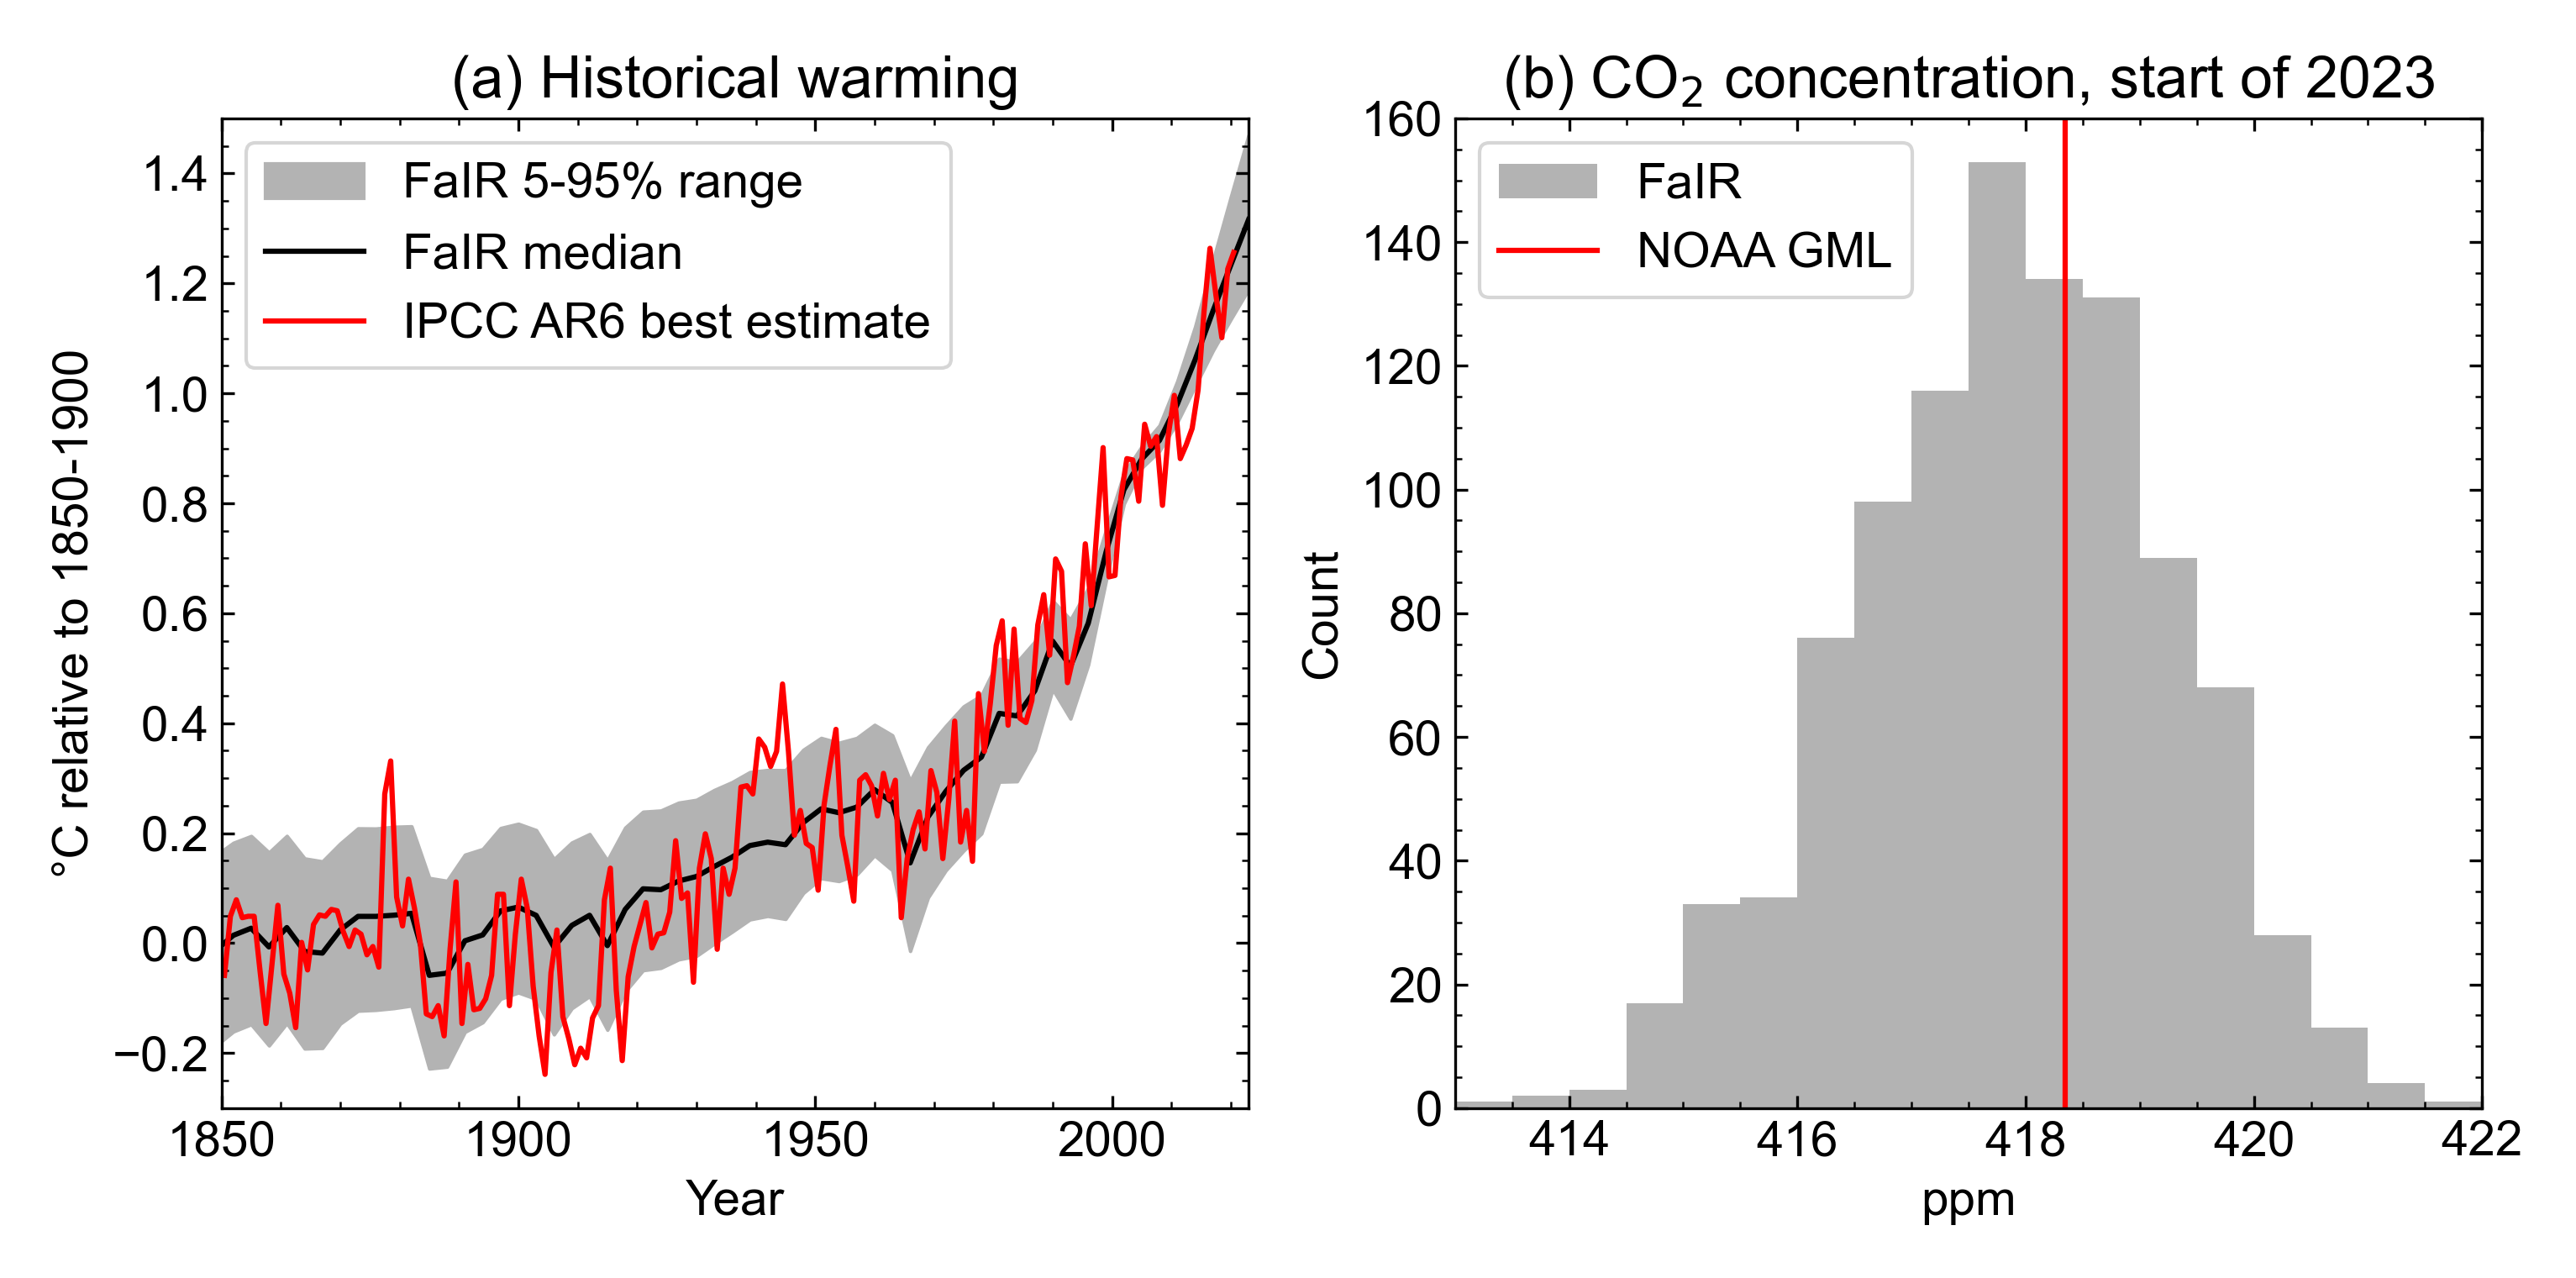 (a) Historical warming
FaIR 5-95% range
FaIR median
IPCC AR6 best estimate
°C relative to 1850-1900
1.4
1.2
1.0
0.8
0.6
0.4
0.2
0.0
−0.2
1850 1900 1950 2000
Year
(b) CO₂ concentration, start of 2023
FaIR
NOAA GML
Count
160
140
120
100
80
60
40
20
0
414 416 418 420 422
ppm